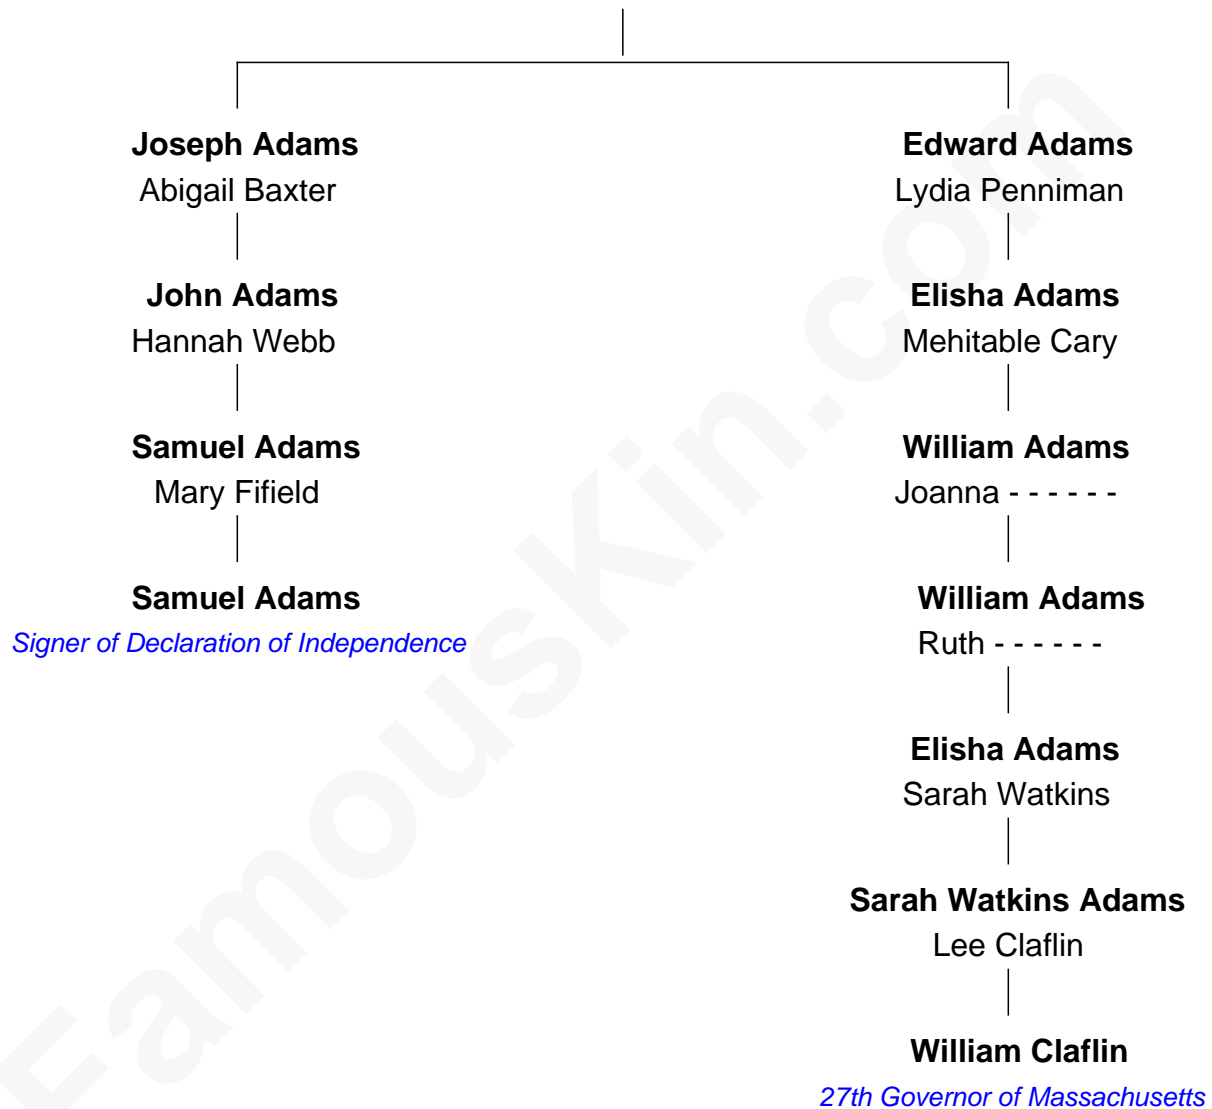 Joseph Adams
Abigail Baxter
John Adams
Hannah Webb
Samuel Adams
Mary Fifield
Samuel Adams
Signer of Declaration of Independence
Edward Adams
Lydia Penniman
Elisha Adams
Mehitable Cary
William Adams
Joanna - - - - - -
William Adams
Ruth - - - - - -
Elisha Adams
Sarah Watkins
Sarah Watkins Adams
Lee Claflin
William Claflin
27th Governor of Massachusetts
FamousKin.com